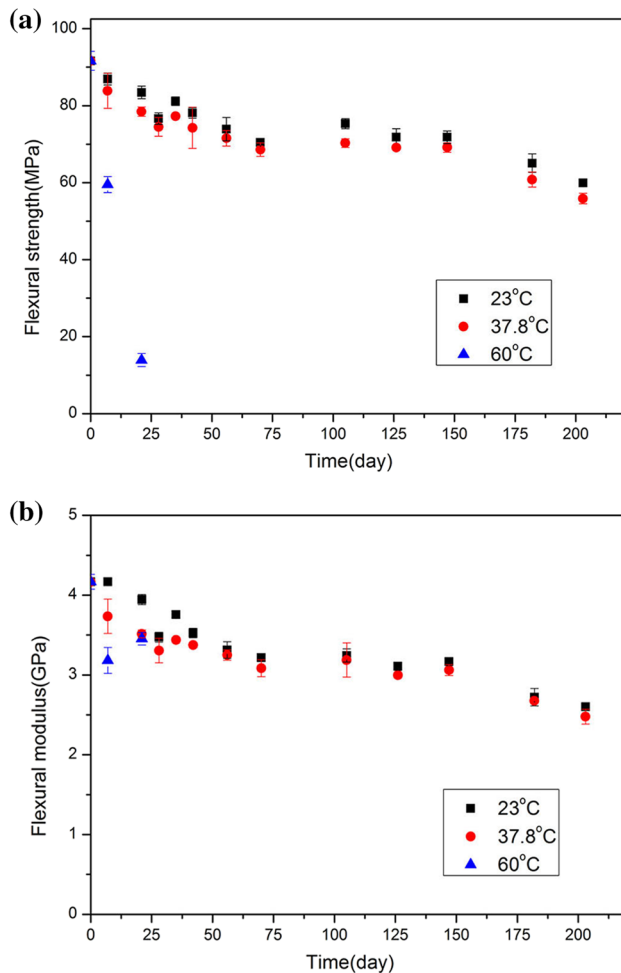 (a)
Flexural strength(MPa)
100
80
60
40
20
0
23°C
37.8°C
60°C
0 25 50 75 100 125 150 175 200
Time(day)
(b)
Flexural modulus(GPa)
5
4
3
2
1
0
23°C
37.8°C
60°C
0 25 50 75 100 125 150 175 200
Time(day)